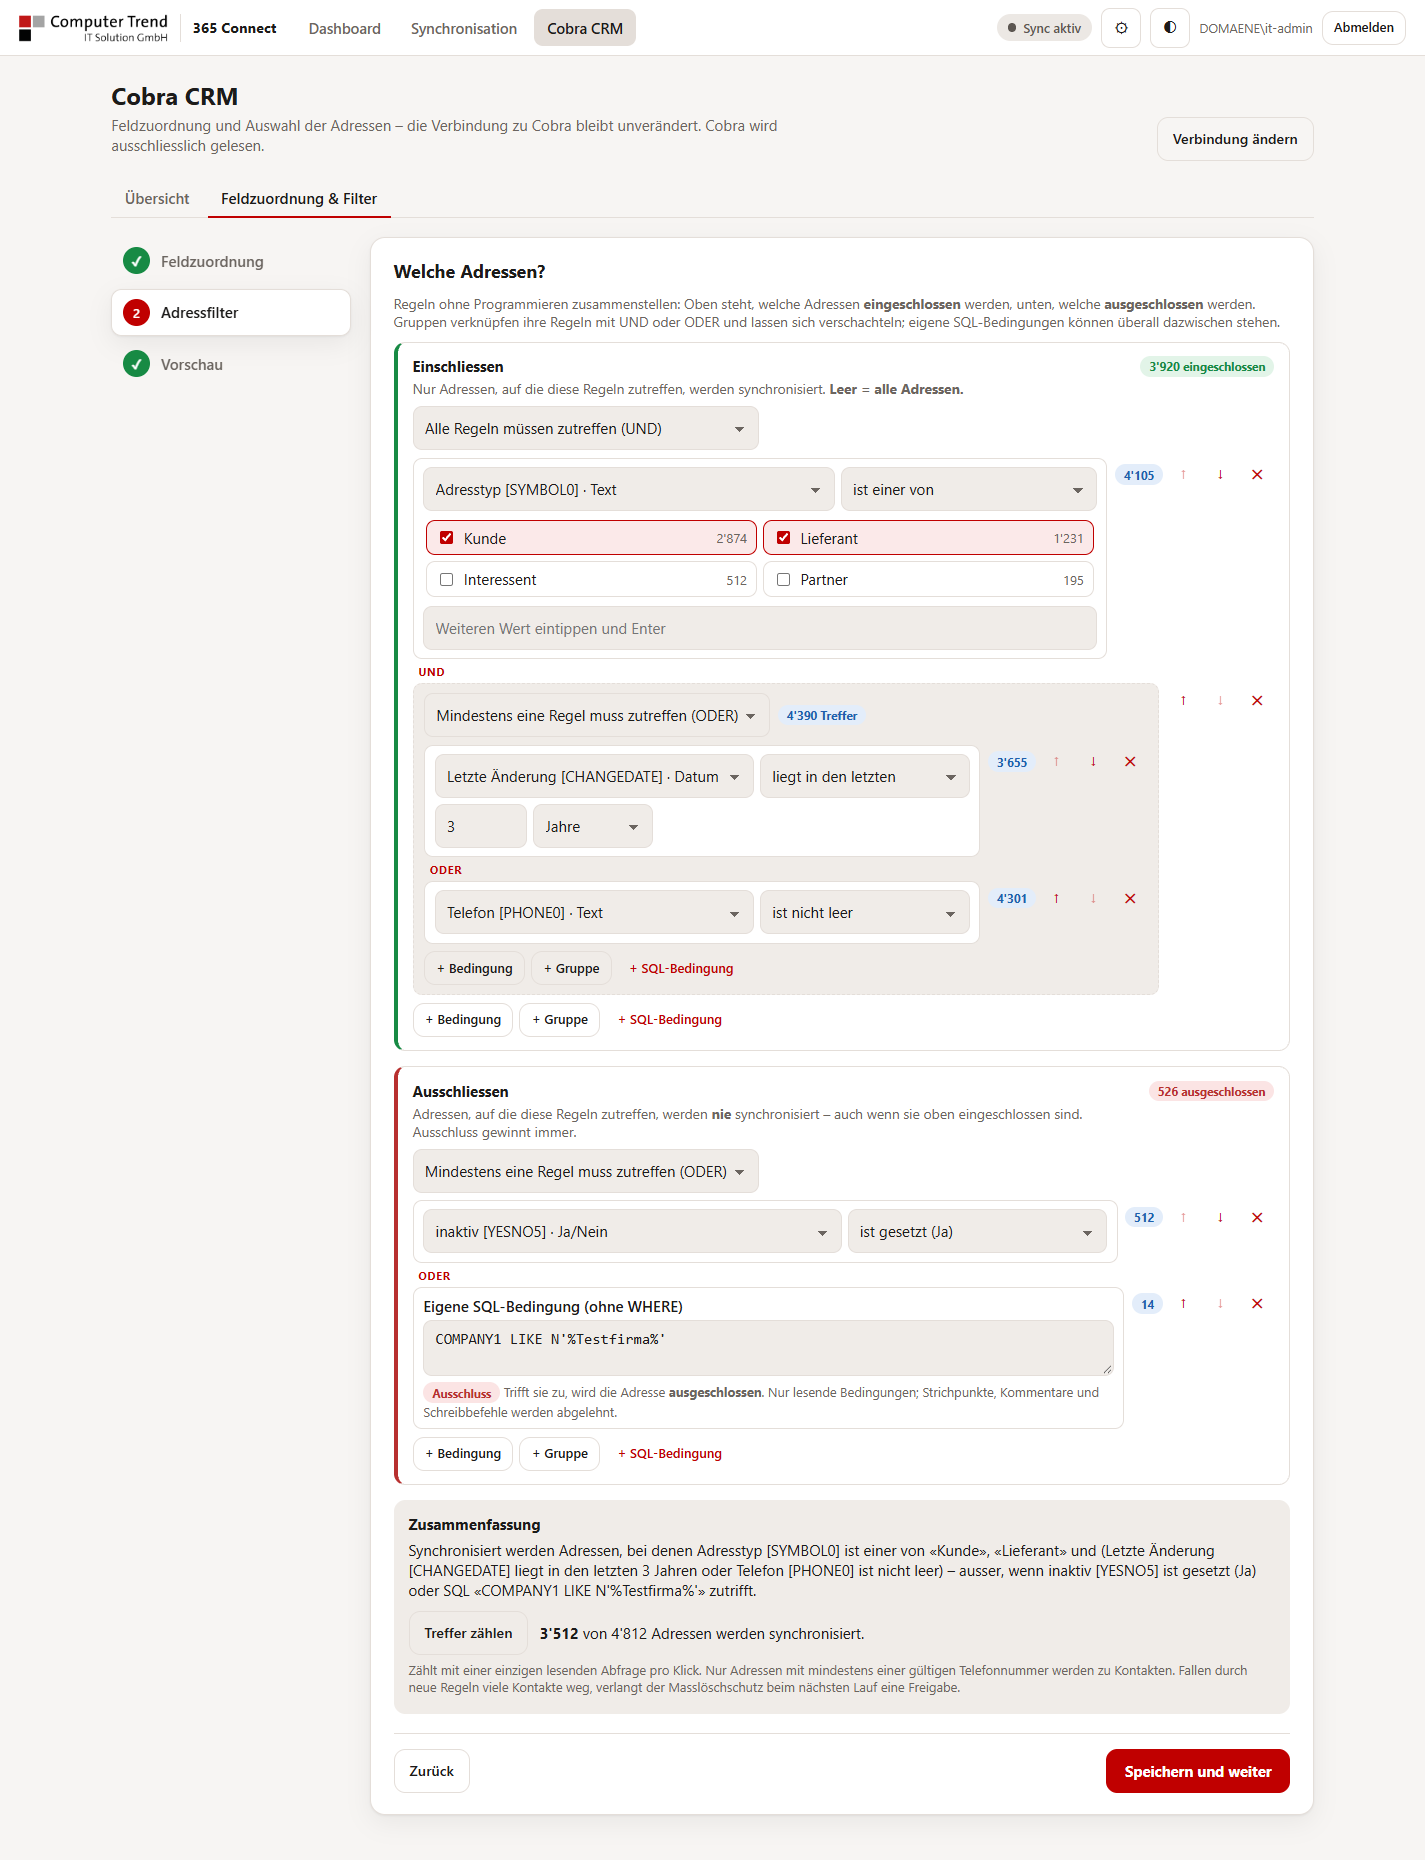 Computer Trend
IT Solution GmbH
365 Connect
Dashboard
Synchronisation
Cobra CRM
Sync aktiv
DOMAENE\it-admin
Abmelden
Cobra CRM
Feldzuordnung und Auswahl der Adressen – die Verbindung zu Cobra bleibt unverändert. Cobra wird
ausschliesslich gelesen.
Verbindung ändern
Übersicht
Feldzuordnung & Filter
Feldzuordnung
2 Adressfilter
Vorschau
Welche Adressen?
Regeln ohne Programmieren zusammenstellen: Oben steht, welche Adressen eingeschlossen werden, unten, welche ausgeschlossen werden.
Gruppen verknüpfen ihre Regeln mit UND oder ODER und lassen sich verschachteln; eigene SQL-Bedingungen können überall dazwischen stehen.
Einschliessen
3'920 eingeschlossen
Nur Adressen, auf die diese Regeln zutreffen, werden synchronisiert. Leer = alle Adressen.
Alle Regeln müssen zutreffen (UND)
Adresstyp [SYMBOL0] · Text
ist einer von
4'105 ↑ ↓ ×
Kunde 2'874
Lieferant 1'231
Interessent 512
Partner 195
Weiteren Wert eintippen und Enter
UND
Mindestens eine Regel muss zutreffen (ODER)
4'390 Treffer
↑ ↓ ×
Letzte Änderung [CHANGEDATE] · Datum
liegt in den letzten
3'655 ↑ ↓ ×
3
Jahre
ODER
Telefon [PHONE0] · Text
ist nicht leer
4'301 ↑ ↓ ×
+ Bedingung
+ Gruppe
+ SQL-Bedingung
+ Bedingung
+ Gruppe
+ SQL-Bedingung
Ausschliessen
526 ausgeschlossen
Adressen, auf die diese Regeln zutreffen, werden nie synchronisiert – auch wenn sie oben eingeschlossen sind.
Ausschluss gewinnt immer.
Mindestens eine Regel muss zutreffen (ODER)
inaktiv [YESNO5] · Ja/Nein
ist gesetzt (Ja)
512 ↑ ↓ ×
ODER
Eigene SQL-Bedingung (ohne WHERE)
14 ↑ ↓ ×
COMPANY1 LIKE N'%Testfirma%'
Ausschluss Trifft sie zu, wird die Adresse ausgeschlossen. Nur lesende Bedingungen; Strichpunkte, Kommentare und
Schreibbefehle werden abgelehnt.
+ Bedingung
+ Gruppe
+ SQL-Bedingung
Zusammenfassung
Synchronisiert werden Adressen, bei denen Adresstyp [SYMBOL0] ist einer von «Kunde», «Lieferant» und (Letzte Änderung
[CHANGEDATE] liegt in den letzten 3 Jahren oder Telefon [PHONE0] ist nicht leer) – ausser, wenn inaktiv [YESNO5] ist gesetzt (Ja)
oder SQL «COMPANY1 LIKE N'%Testfirma%'» zutrifft.
Treffer zählen
3'512 von 4'812 Adressen werden synchronisiert.
Zählt mit einer einzigen lesenden Abfrage pro Klick. Nur Adressen mit mindestens einer gültigen Telefonnummer werden zu Kontakten. Fallen durch
neue Regeln viele Kontakte weg, verlangt der Masslöschschutz beim nächsten Lauf eine Freigabe.
Zurück
Speichern und weiter